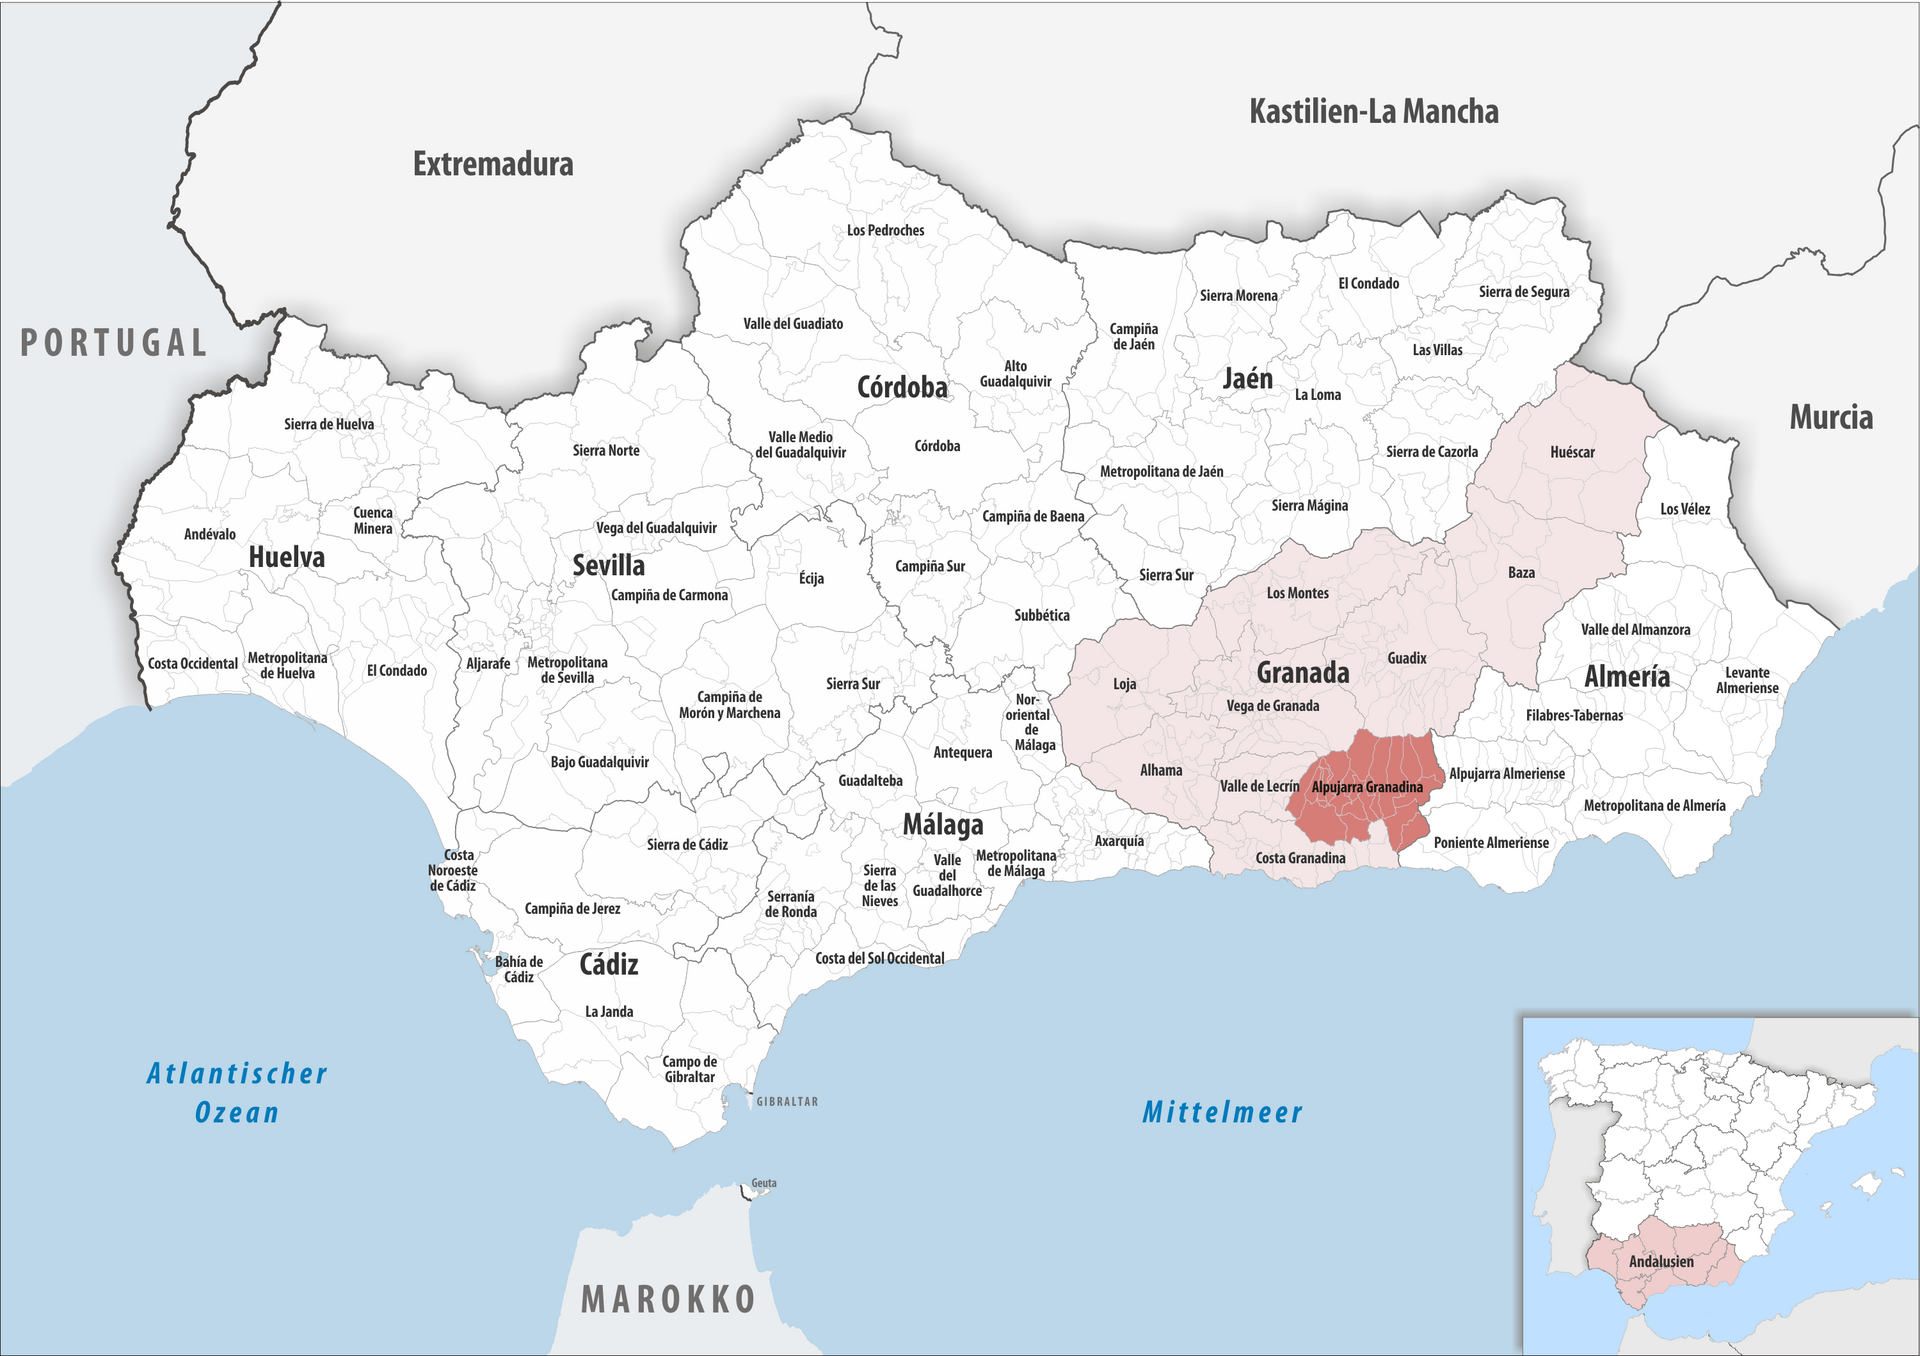 Kastilien-La Mancha
Extremadura
PORTUGAL
Murcia
Los Pedroches
Valle del Guadiato
Alto
Guadalquivir
Córdoba
Valle Medio
del Guadalquivir
Córdoba
Campiña de Baena
Campiña Sur
Subbética
Sierra Morena
El Condado
Sierra de Segura
Campiña
de Jaén
Las Villas
Jaén
La Loma
Sierra de Cazorla
Metropolitana de Jaén
Sierra Mágina
Sierra Sur
Sierra de Huelva
Cuenca
Minera
Andévalo
Huelva
Costa Occidental
Metropolitana
de Huelva
El Condado
Sierra Norte
Vega del Guadalquivir
Sevilla
Écija
Campiña de Carmona
Aljarafe
Metropolitana
de Sevilla
Campiña de
Morón y Marchena
Sierra Sur
Bajo Guadalquivir
Huéscar
Baza
Los Montes
Guadix
Granada
Loja
Vega de Granada
Alhama
Valle de Lecrín
Alpujarra Granadina
Costa Granadina
Los Vélez
Valle del Almanzora
Almería
Levante
Almeriense
Filabres-Tabernas
Alpujarra Almeriense
Metropolitana de Almería
Poniente Almeriense
Nor-
oriental
de
Málaga
Antequera
Guadalteba
Málaga
Axarquía
Metropolitana
de Málaga
Valle
del
Guadalhorce
Sierra
de las
Nieves
Serranía
de Ronda
Costa del Sol Occidental
Sierra de Cádiz
Costa
Noroeste
de Cádiz
Campiña de Jerez
Bahía de
Cádiz
Cádiz
La Janda
Campo de
Gibraltar
GIBRALTAR
Atlantischer
Ozean
Mittelmeer
Geuta
MAROKKO
Andalusien